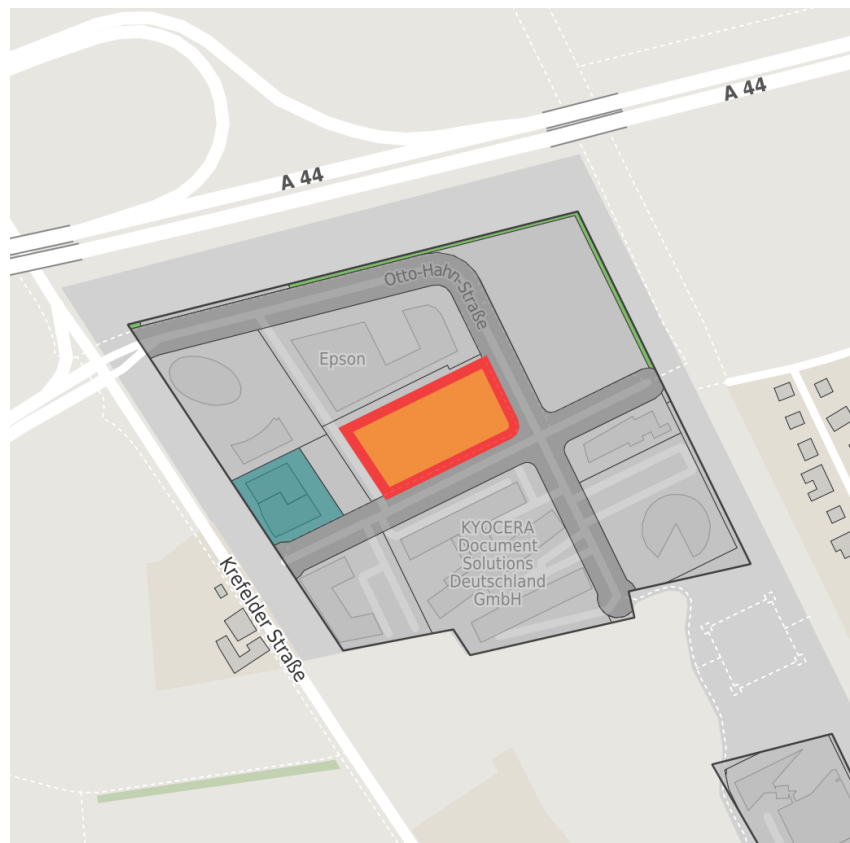 A 44
A 44
Otto-Hahn-Straße
Epson
KYOCERA
Document
Solutions
Deutschland
GmbH
Krefelder Straße